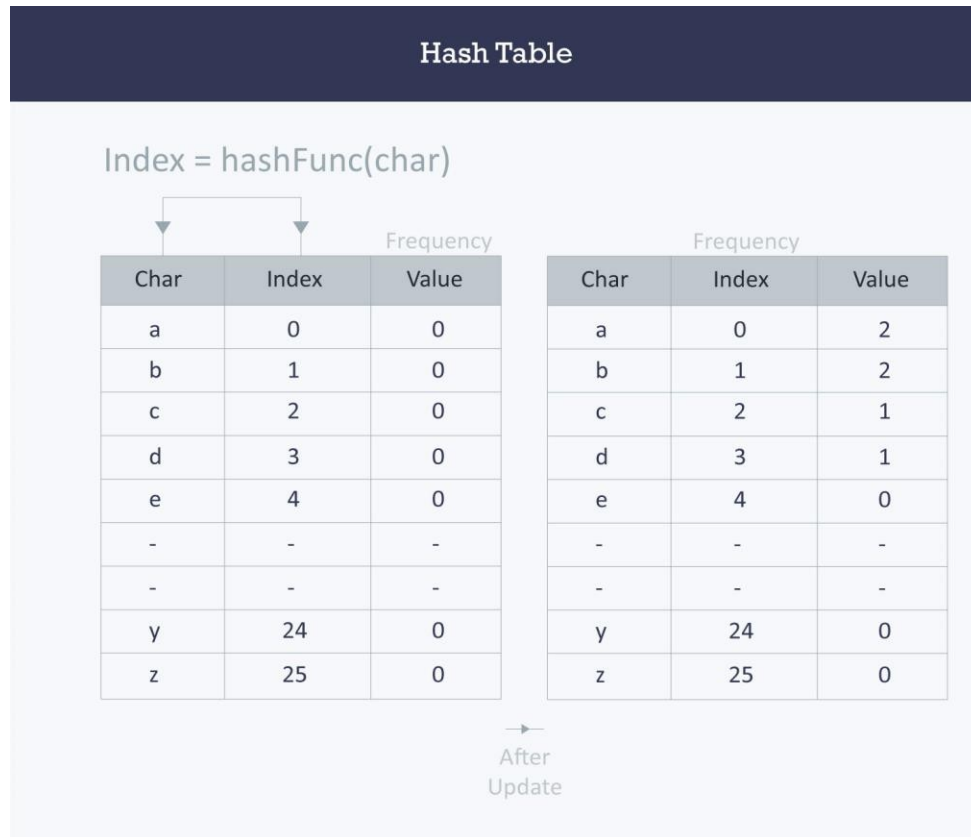 Hash Table
Index = hashFunc(char)
Frequency
Char Index Value
a 0 0
b 1 0
c 2 0
d 3 0
e 4 0
- - -
- - -
y 24 0
z 25 0
Frequency
Char Index Value
a 0 2
b 1 2
c 2 1
d 3 1
e 4 0
- - -
- - -
y 24 0
z 25 0
After
Update